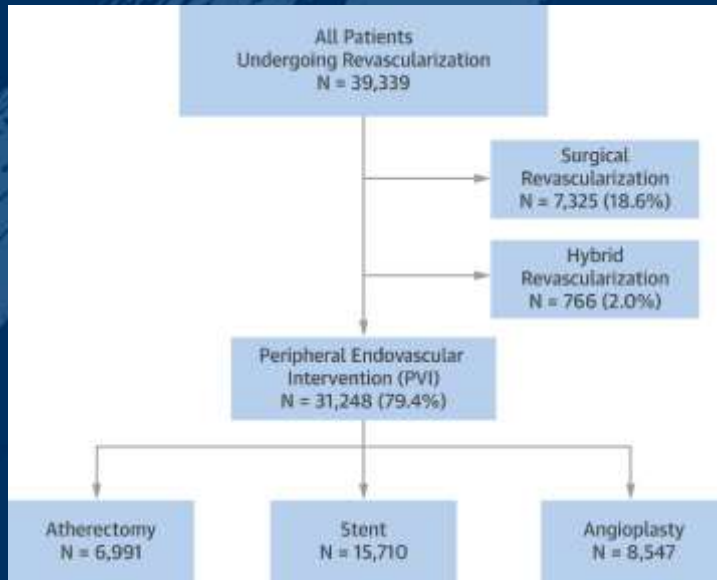 All Patients
Undergoing Revascularization
N = 39,339
Surgical
Revascularization
N = 7,325 (18.6%)
Hybrid
Revascularization
N = 766 (2.0%)
Peripheral Endovascular
Intervention (PVI)
N = 31,248 (79.4%)
Atherectomy
N = 6,991
Stent
N = 15,710
Angioplasty
N = 8,547